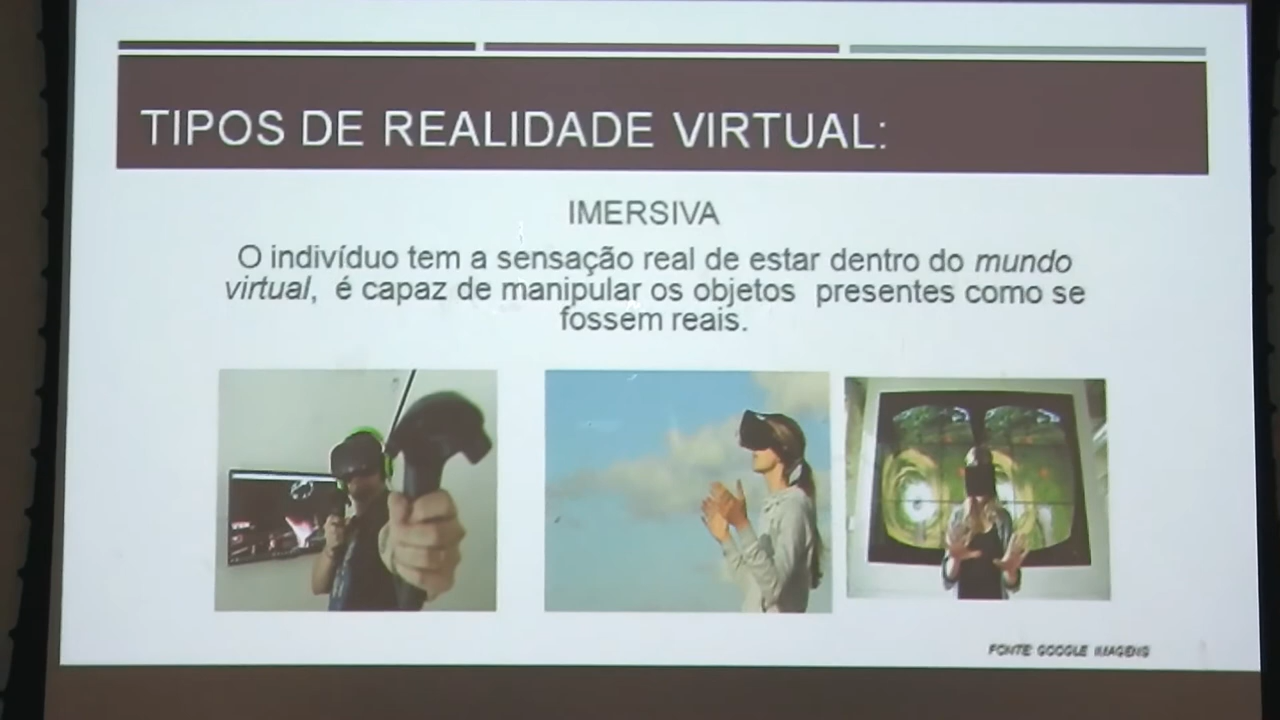 TIPOS DE REALIDADE VIRTUAL:
IMERSIVA
O indivíduo tem a sensação real de estar dentro do mundo
virtual, é capaz de manipular os objetos presentes como se
fossem reais.
FONTE: GOOGLE IMAGENS